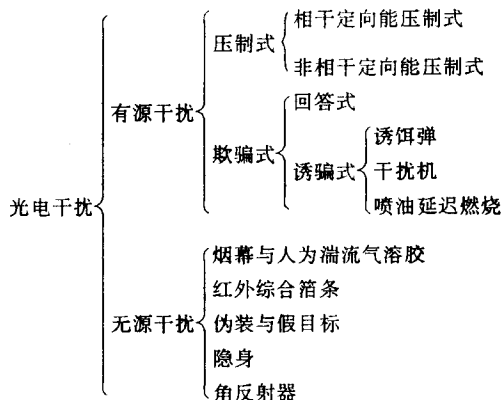 相干定向能压制式
压制式
非相干定向能压制式
有源干扰
回答式
欺骗式
诱饵弹
诱骗式
干扰机
喷油延迟燃烧
光电干扰
烟幕与人为湍流气溶胶
红外综合箔条
无源干扰
伪装与假目标
隐身
角反射器